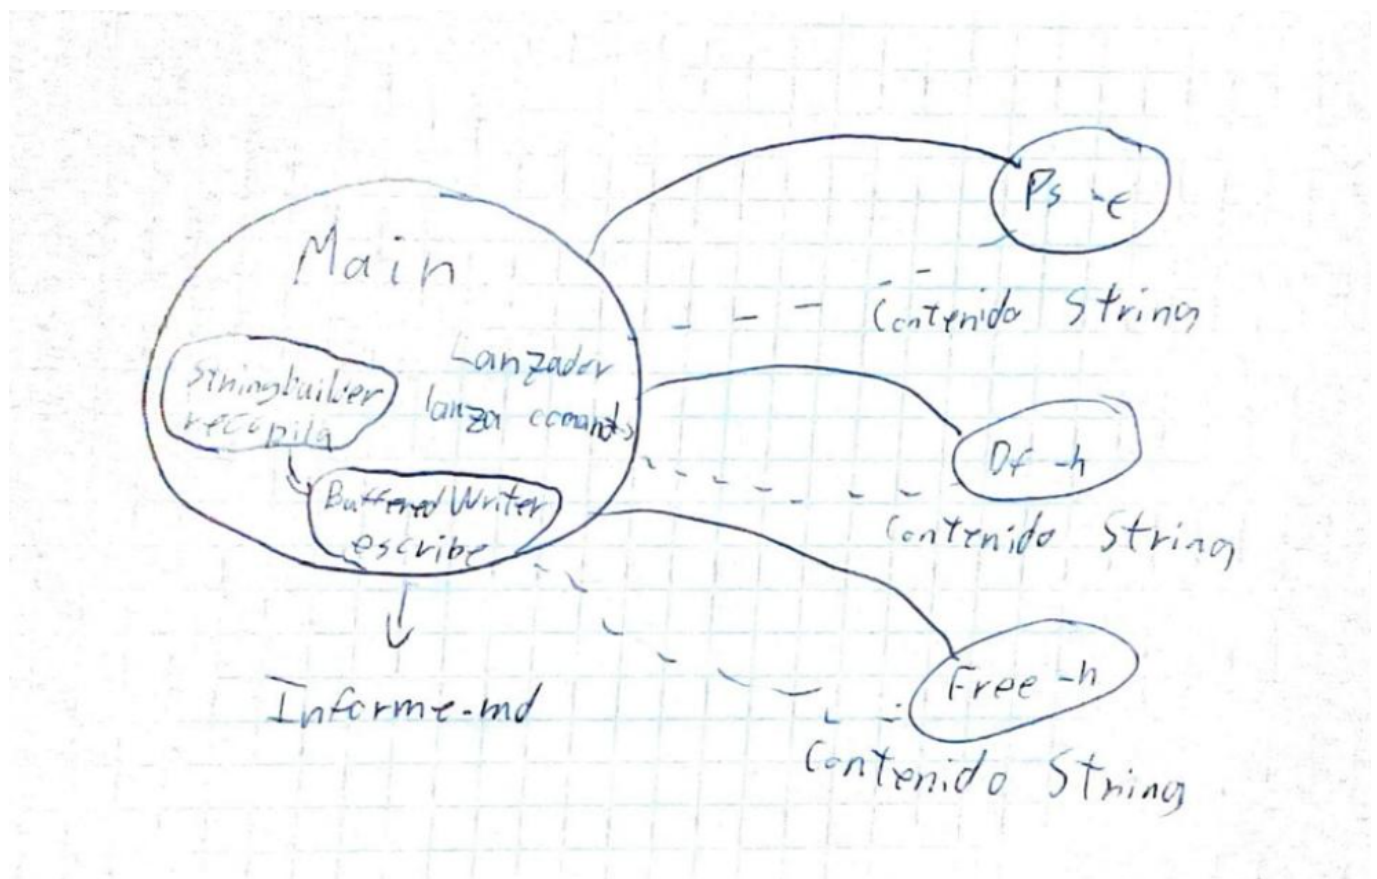 Main
Lanzador
lanza comandos
Stringbuilder
recopila
BufferedWriter
escribe
Informe.md
Ps -e
Contenido String
Df -h
Contenido String
Free -h
Contenido String